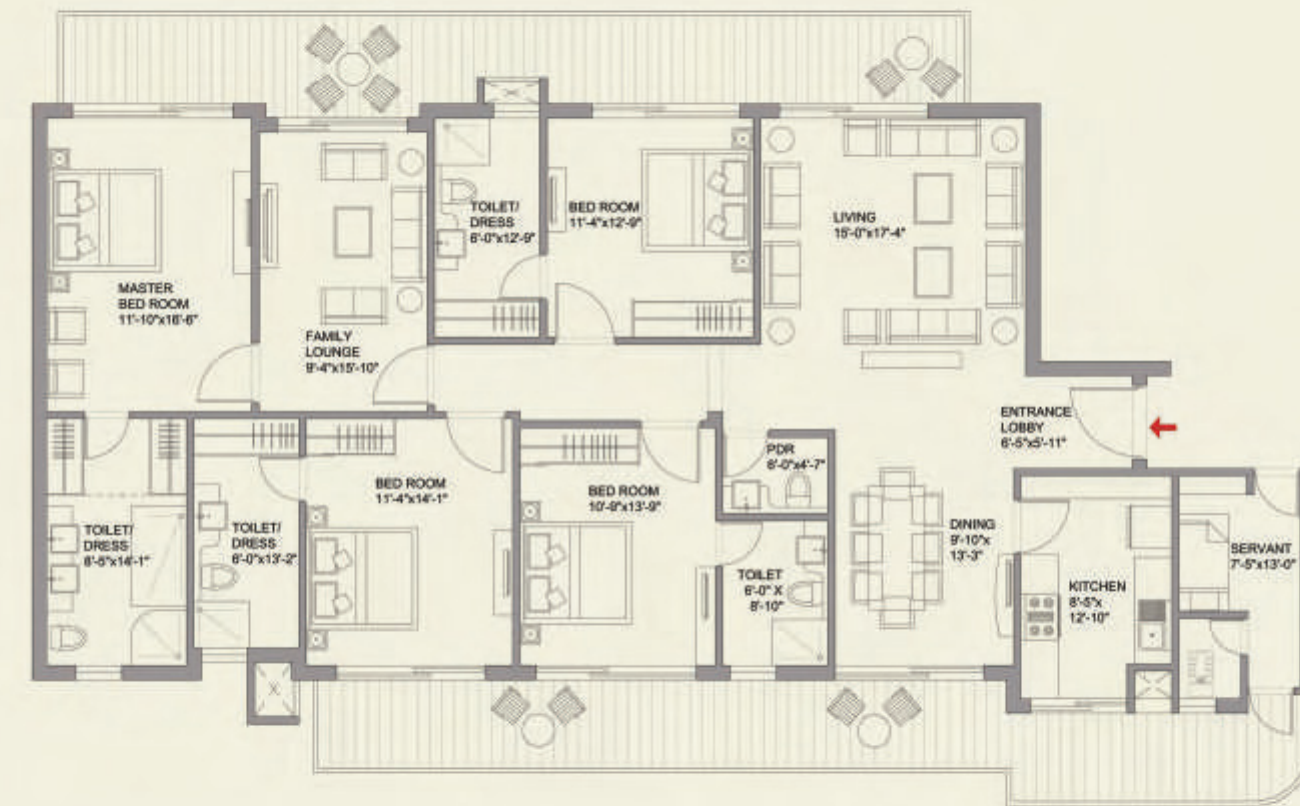 TOILET/
DRESS
6'-0"x12'-9"
BED ROOM
11'-4"x12'-9"
LIVING
15'-0"x17'-4"
MASTER
BED ROOM
11'-10"x16'-6"
FAMILY
LOUNGE
9'-4"x15'-10"
ENTRANCE
LOBBY
6'-5"x5'-11"
PDR
6'-0"x4'-7"
BED ROOM
11'-4"x14'-1"
BED ROOM
10'-9"x13'-9"
TOILET/
DRESS
8'-5"x14'-1"
TOILET/
DRESS
6'-0"x13'-2"
DINING
9'-10"x
13'-3"
SERVANT
7'-5"x13'-0"
TOILET
6'-0" X
8'-10"
KITCHEN
8'-5"x
12'-10"